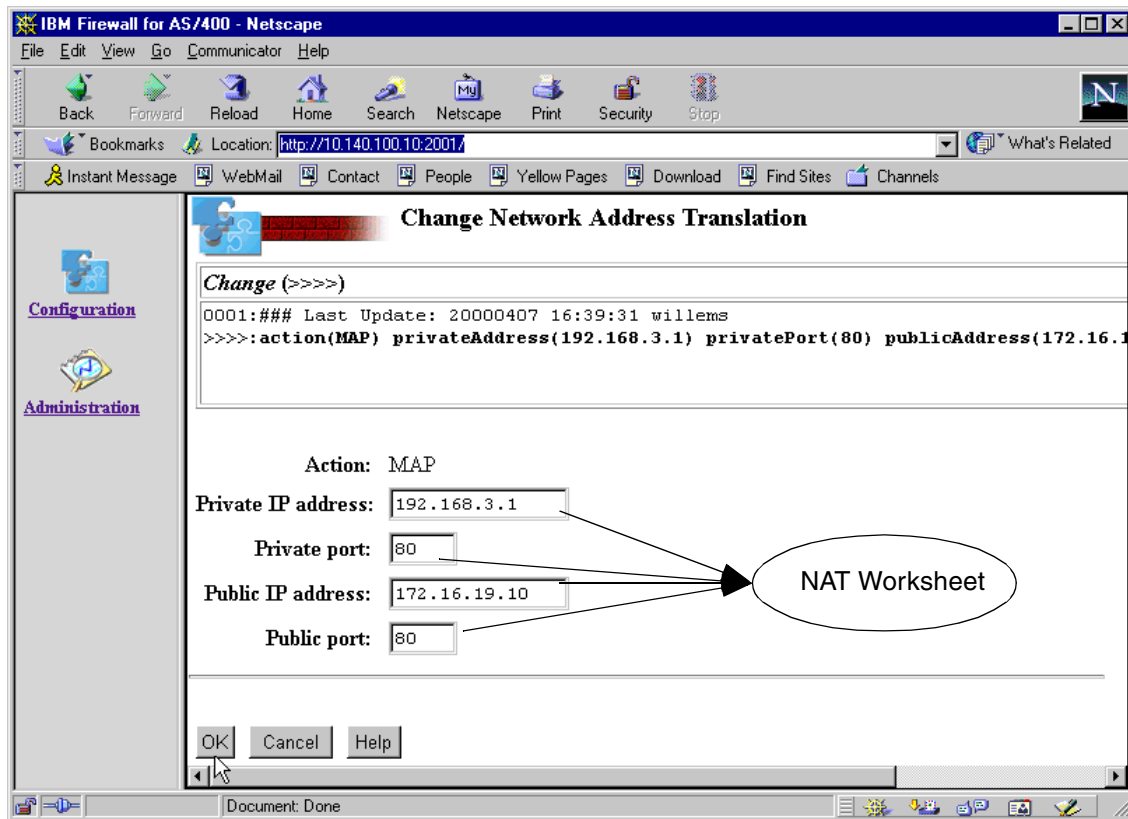 IBM Firewall for AS/400 - Netscape
File Edit View Go Communicator Help
Back Forward Reload Home Search Netscape Print Security Stop
My
N
Bookmarks Location: http://10.140.100.10:2001/ What's Related
Instant Message WebMail Contact People Yellow Pages Download Find Sites Channels
Configuration
Administration
Change Network Address Translation
Change (>>>>)
0001:### Last Update: 20000407 16:39:31 willems
>>>>:action(MAP) privateAddress(192.168.3.1) privatePort(80) publicAddress(172.16.1
Action: MAP
Private IP address: 192.168.3.1
Private port: 80
Public IP address: 172.16.19.10
Public port: 80
NAT Worksheet
OK Cancel Help
Document: Done